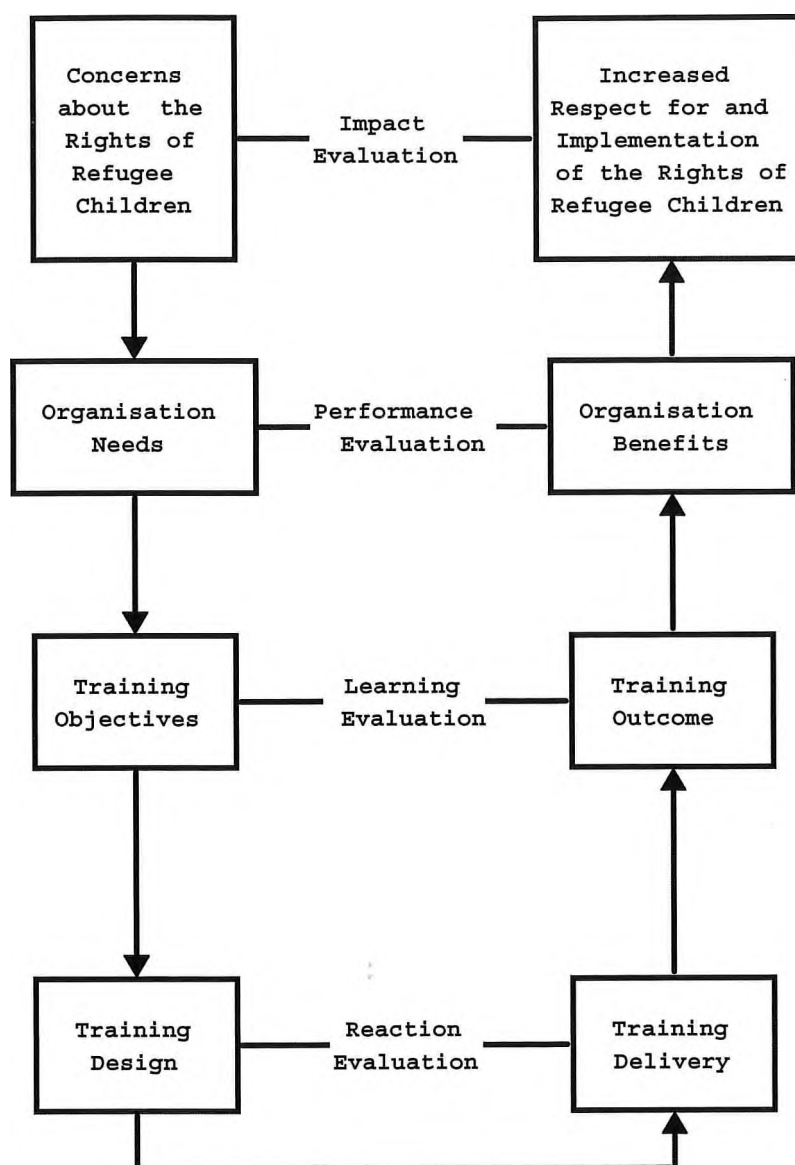 Concerns
about the
Rights of
Refugee
Children
Impact
Evaluation
Increased
Respect for and
Implementation
of the Rights of
Refugee Children
Organisation
Needs
Performance
Evaluation
Organisation
Benefits
Training
Objectives
Learning
Evaluation
Training
Outcome
Training
Design
Reaction
Evaluation
Training
Delivery